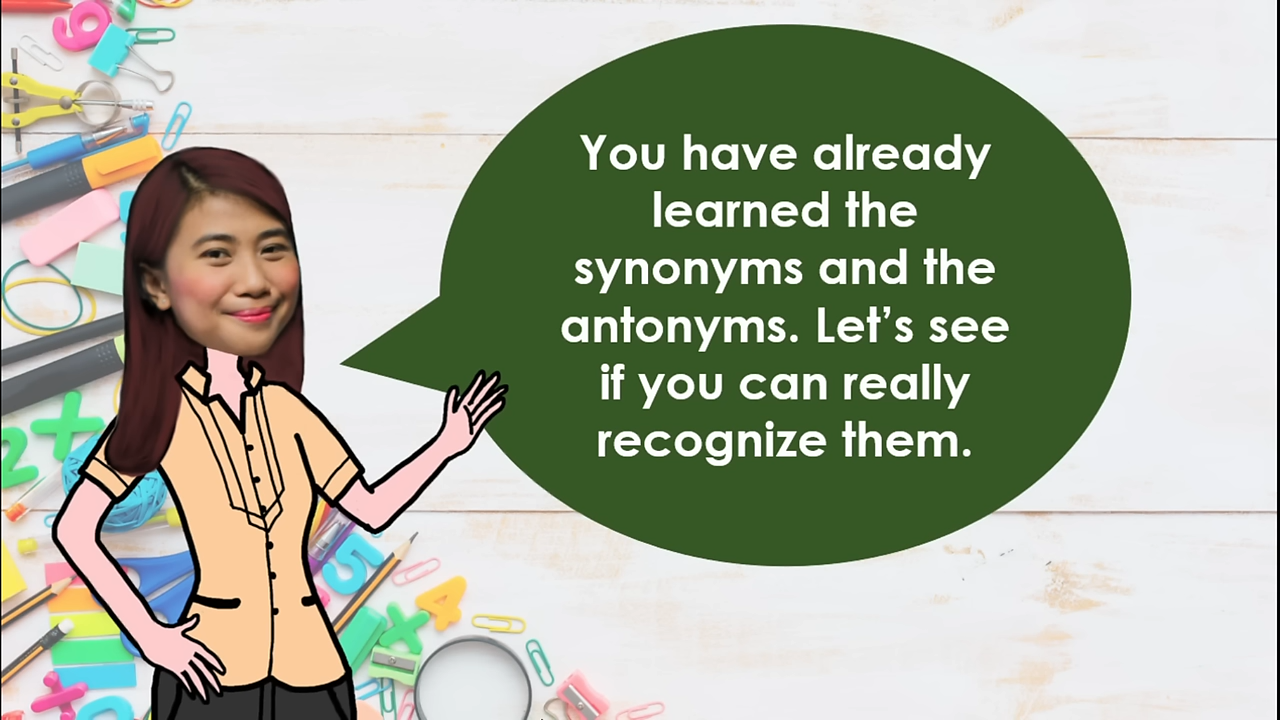 You have already
learned the
synonyms and the
antonyms. Let’s see
if you can really
recognize them.